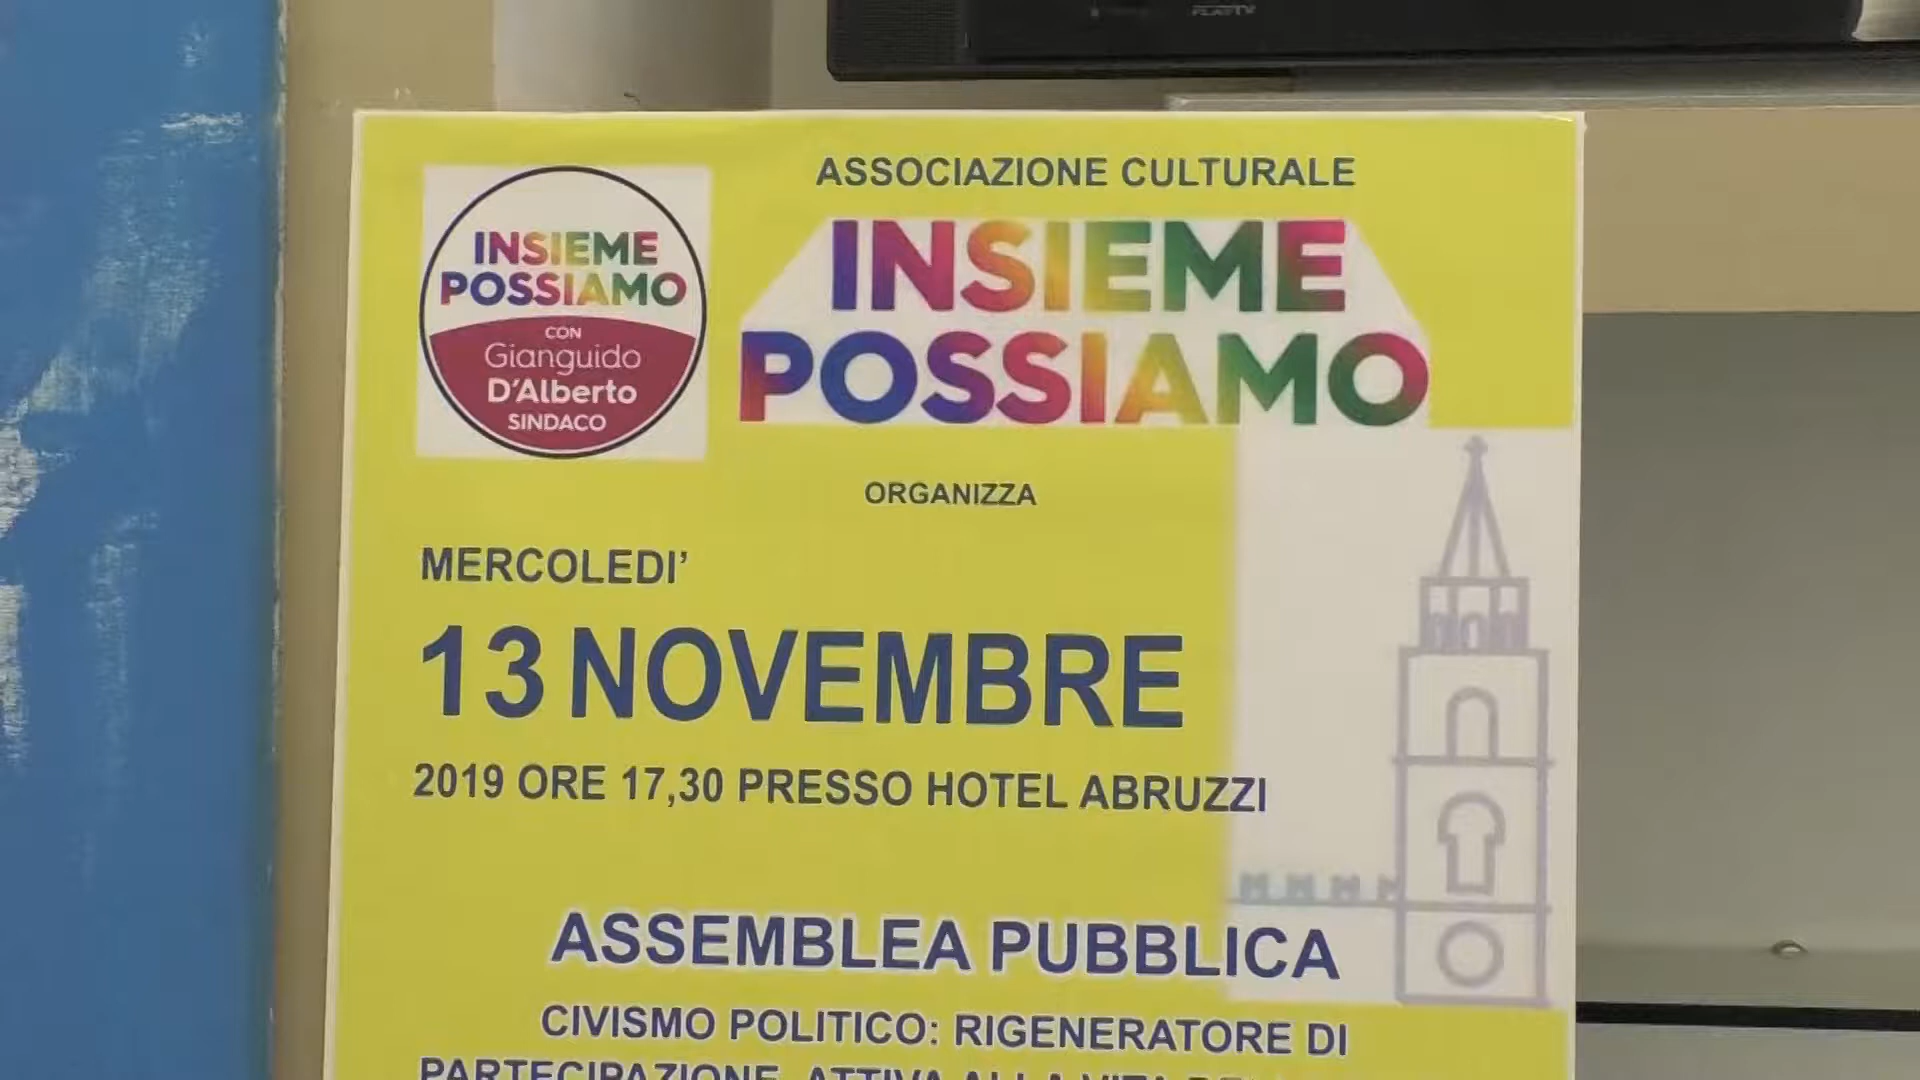 FLATTV
ASSOCIAZIONE CULTURALE
INSIEME
POSSIAMO
INSIEME
POSSIAMO
CON
Gianguido
D'Alberto
SINDACO
ORGANIZZA
MERCOLEDI'
13 NOVEMBRE
2019 ORE 17,30 PRESSO HOTEL ABRUZZI
ASSEMBLEA PUBBLICA
CIVISMO POLITICO: RIGENERATORE DI
PARTECIPAZIONE ATTIVA ALLA VITA